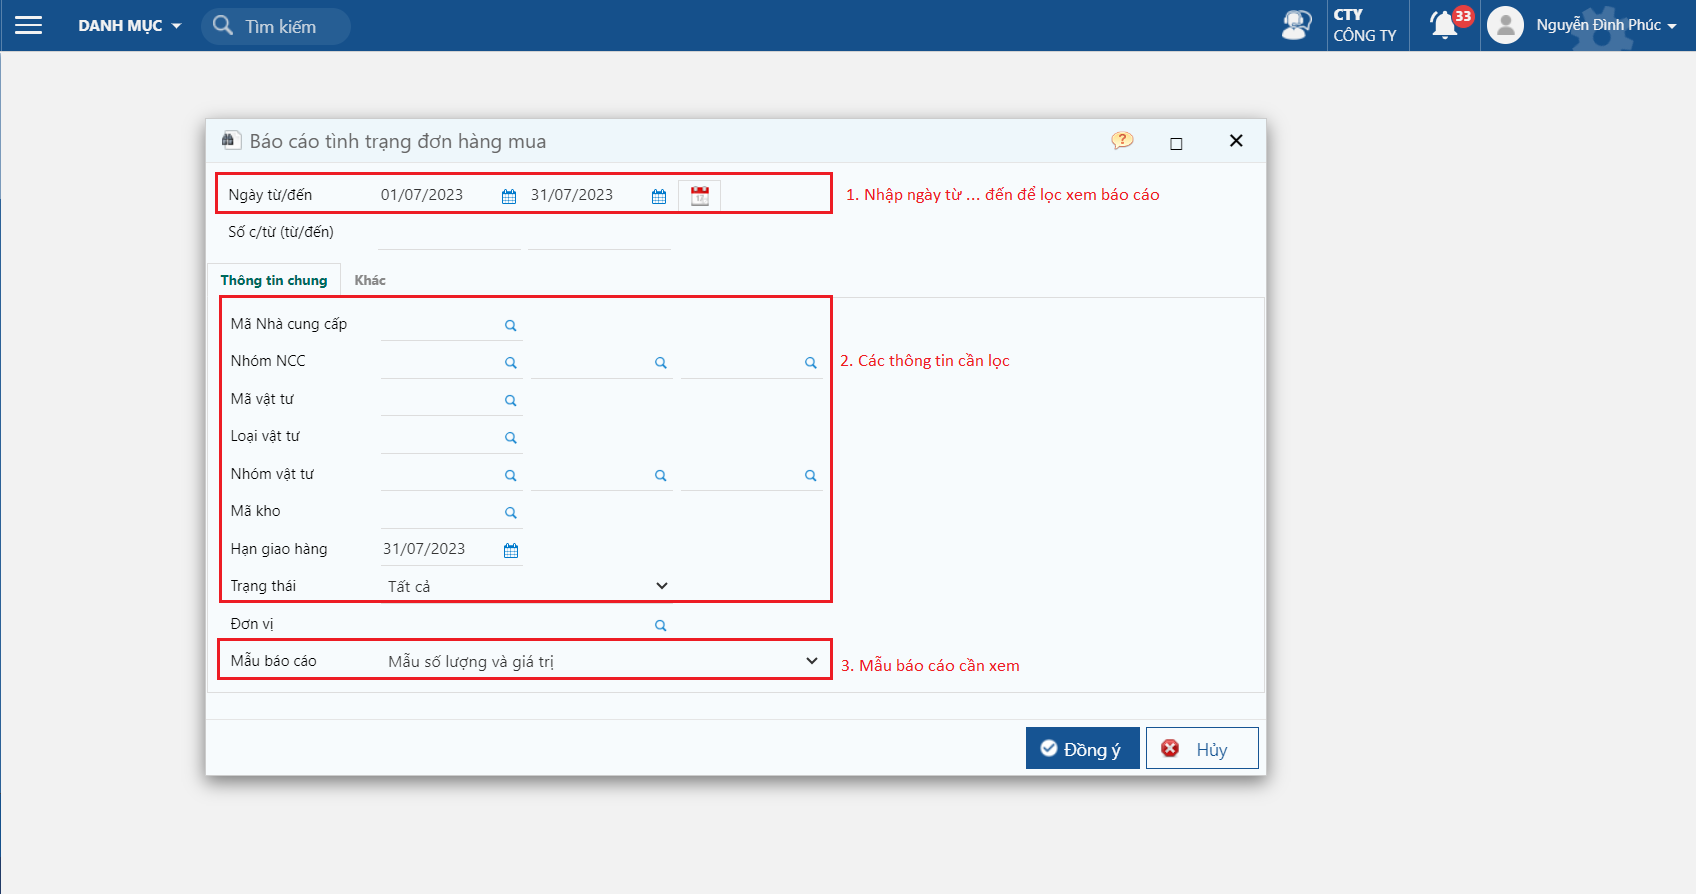 DANH MỤC
Tìm kiếm
CTY
CÔNG TY
33
Nguyễn Đình Phúc
Báo cáo tình trạng đơn hàng mua
?
Ngày từ/đến 01/07/2023 31/07/2023
1. Nhập ngày từ ... đến để lọc xem báo cáo
Số c/từ (từ/đến)
Thông tin chung Khác
Mã Nhà cung cấp
Nhóm NCC
2. Các thông tin cần lọc
Mã vật tư
Loại vật tư
Nhóm vật tư
Mã kho
Hạn giao hàng 31/07/2023
Trạng thái Tất cả
Đơn vị
Mẫu báo cáo Mẫu số lượng và giá trị
3. Mẫu báo cáo cần xem
Đồng ý Hủy